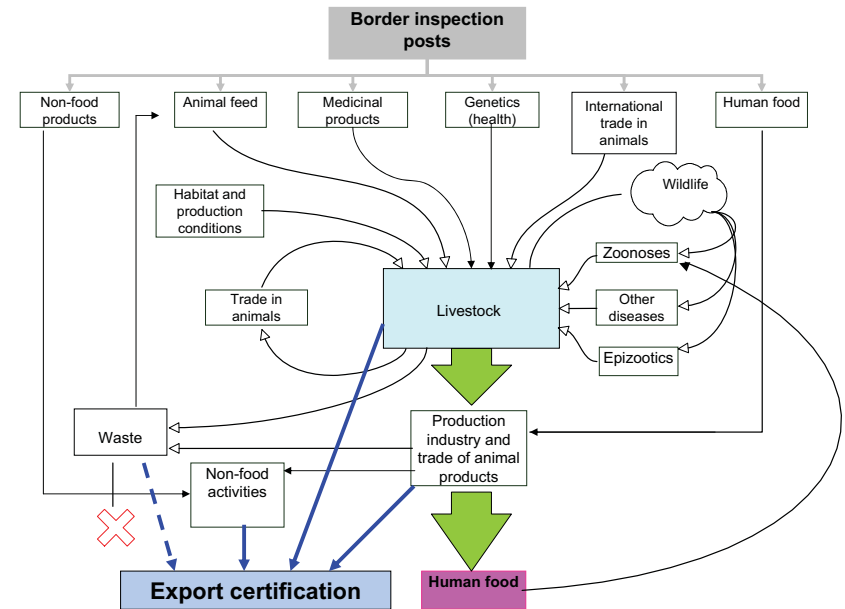 Border inspection
posts
Non-food
products
Animal feed
Medicinal
products
Genetics
(health)
International
trade in
animals
Human food
Wildlife
Habitat and
production
conditions
Zoonoses
Trade in
animals
Livestock
Other
diseases
Epizootics
Waste
Production
industry and
trade of animal
products
Non-food
activities
Export certification
Human food